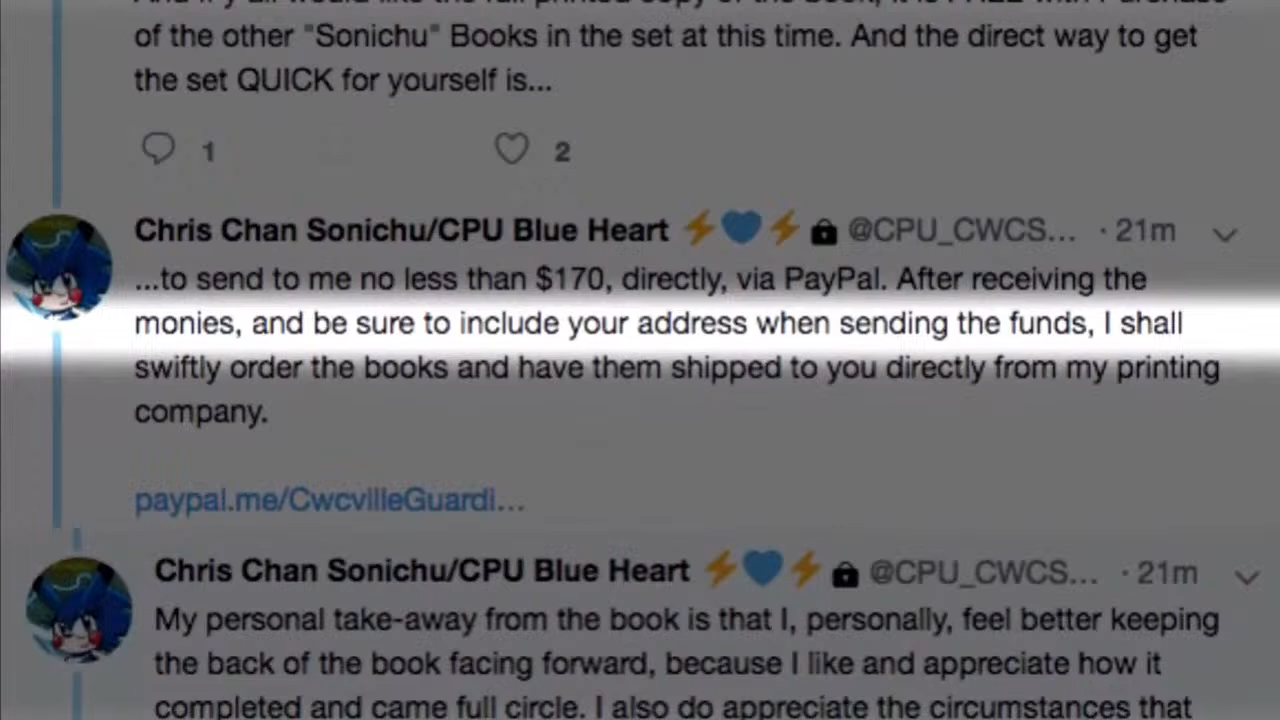 of the other "Sonichu" Books in the set at this time. And the direct way to get
the set QUICK for yourself is...
1 2
Chris Chan Sonichu/CPU Blue Heart ⚡💙⚡🔒 @CPU_CWCS... · 21m
...to send to me no less than $170, directly, via PayPal. After receiving the
monies, and be sure to include your address when sending the funds, I shall
swiftly order the books and have them shipped to you directly from my printing
company.
paypal.me/CwcvilleGuardi...
Chris Chan Sonichu/CPU Blue Heart ⚡💙⚡🔒 @CPU_CWCS... · 21m
My personal take-away from the book is that I, personally, feel better keeping
the back of the book facing forward, because I like and appreciate how it
completed and came full circle. I also do appreciate the circumstances that